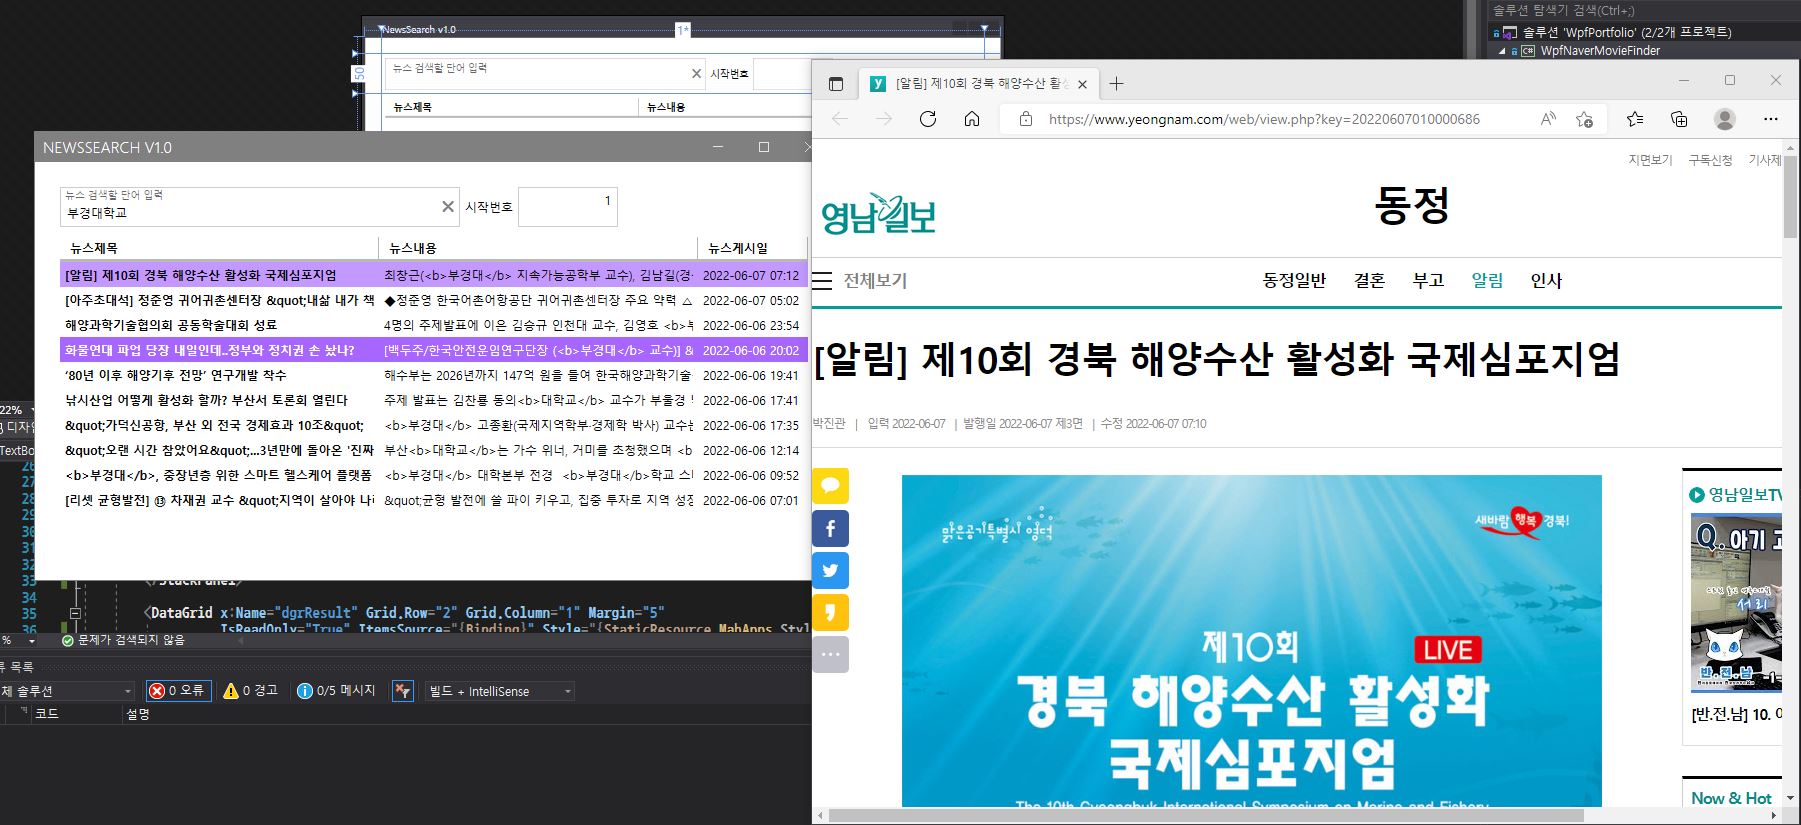 NewsSearch v1.0
1*
50
뉴스 검색할 단어 입력
시작번호
뉴스제목
뉴스내용
솔루션 탐색기 검색(Ctrl+;)
솔루션 'WpfPortfolio' (2/2개 프로젝트)
WpfNaverMovieFinder
NEWSSEARCH V1.0
뉴스 검색할 단어 입력
부경대학교
시작번호
1
뉴스제목 뉴스내용 뉴스게시일
[알림] 제10회 경북 해양수산 활성화 국제심포지엄 최창근(<b>부경대</b> 지속가능공학부 교수), 김남길(경 2022-06-07 07:12
[아주초대석] 정준영 귀어귀촌센터장 &quot;내삶 내가 책 ◆정준영 한국어촌어항공단 귀어귀촌센터장 주요 약력 △ 2022-06-07 05:02
해양과학기술협의회 공동학술대회 성료 4명의 주제발표에 이은 김승규 인천대 교수, 김영호 <b>부 2022-06-06 23:54
화물연대 파업 당장 내일인데..정부와 정치권 손 놨나? [백두주/한국안전운임연구단장 (<b>부경대</b> 교수)] & 2022-06-06 20:02
‘80년 이후 해양기후 전망’ 연구개발 착수 해수부는 2026년까지 147억 원을 들여 한국해양과학기술 2022-06-06 19:41
낚시산업 어떻게 활성화 할까? 부산서 토론회 열린다 주제 발표는 김찬룡 동의<b>대학교</b> 교수가 부울경 2022-06-06 17:41
&quot;가덕신공항, 부산 외 전국 경제효과 10조&quot; <b>부경대</b> 고종환(국제지역학부·경제학 박사) 교수는 2022-06-06 17:35
&quot;오랜 시간 참았어요&quot;...3년만에 돌아온 '진짜 부산<b>대학교</b>는 가수 위너, 거미를 초청했으며 <b 2022-06-06 12:14
<b>부경대</b>, 중장년층 위한 스마트 헬스케어 플랫폼 <b>부경대</b> 대학본부 전경 <b>부경대</b>학교 스 2022-06-06 09:52
[리셋 균형발전] ⑬ 차재권 교수 &quot;지역이 살아야 나라 &quot;균형 발전에 쓸 파이 키우고, 집중 투자로 지역 성장 2022-06-06 07:01
22%
디자인
TextBo
26
27
28
29
30
31
32
33 </StackPanel>
34
35 <DataGrid x:Name="dgrResult" Grid.Row="2" Grid.Column="1" Margin="5"
36 IsReadOnly="True" ItemsSource="{Binding}" Style="{StaticResource MahApps.Styl
%
문제가 검색되지 않음
류 목록
체 솔루션
0 오류
0 경고
0/5 메시지
빌드 + IntelliSense
코드
설명
[알림] 제10회 경북 해양수산 활성
https://www.yeongnam.com/web/view.php?key=20220607010000686
지면보기 구독신청 기사제
영남일보
동정
전체보기
동정일반 결혼 부고 알림 인사
[알림] 제10회 경북 해양수산 활성화 국제심포지엄
박진관 | 입력 2022-06-07 | 발행일 2022-06-07 제3면 | 수정 2022-06-07 07:10
맑은공기특별시 영덕
새바람 행복 경북!
제10회
LIVE
경북 해양수산 활성화
국제심포지엄
The 10th Gyeongbuk International Symposium on Marine and Fishery
영남일보TV
Q.아기 고
서리
반.전.남
-1-
[반.전.남] 10.
Now & Hot